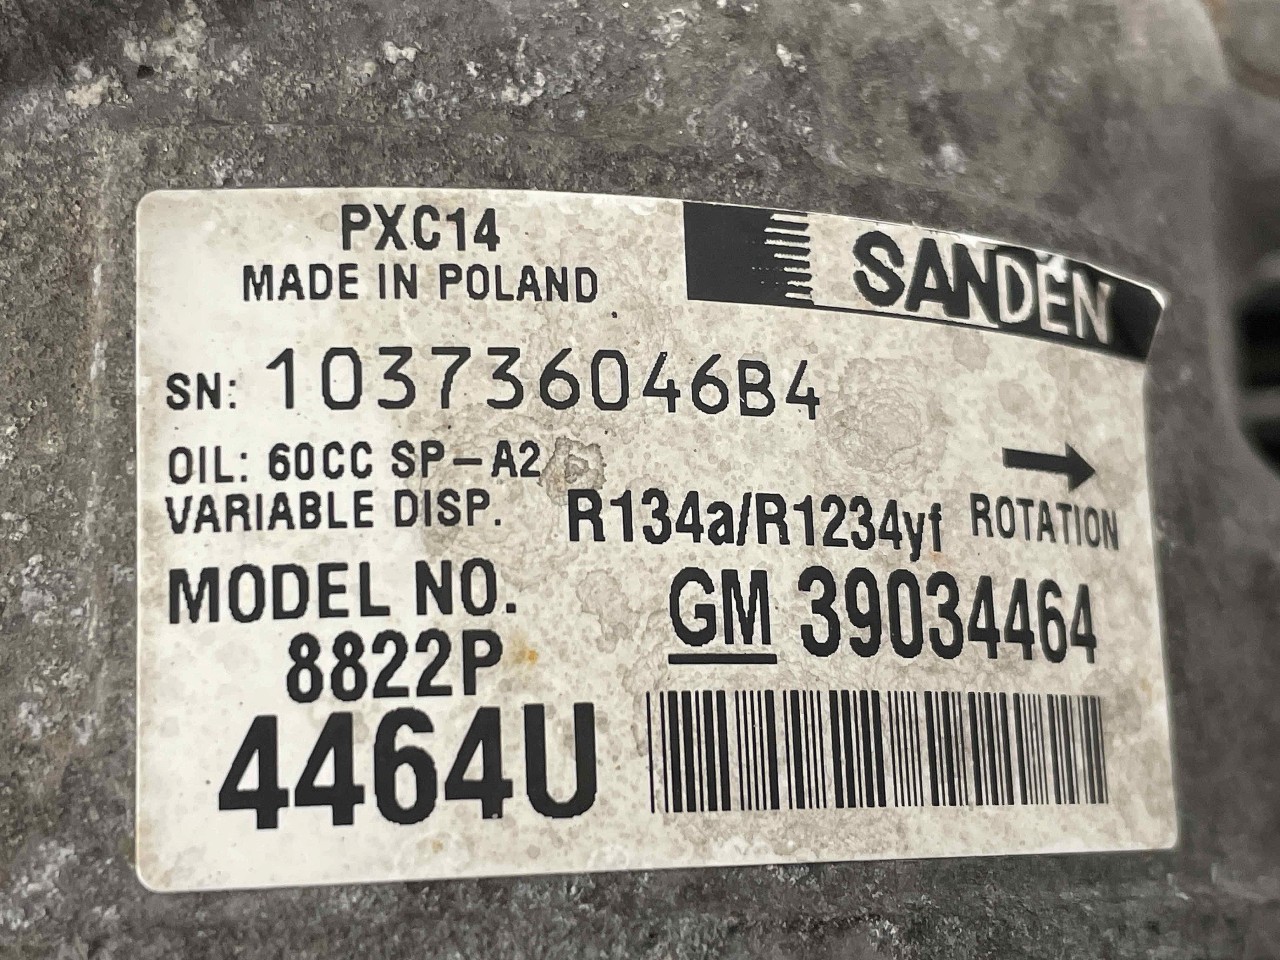 PXC14
MADE IN POLAND
SANDEN
SN: 103736046B4
OIL: 60CC SP-A2
VARIABLE DISP.
R134a/R1234yf
ROTATION
MODEL NO.
8822P
GM 39034464
4464U